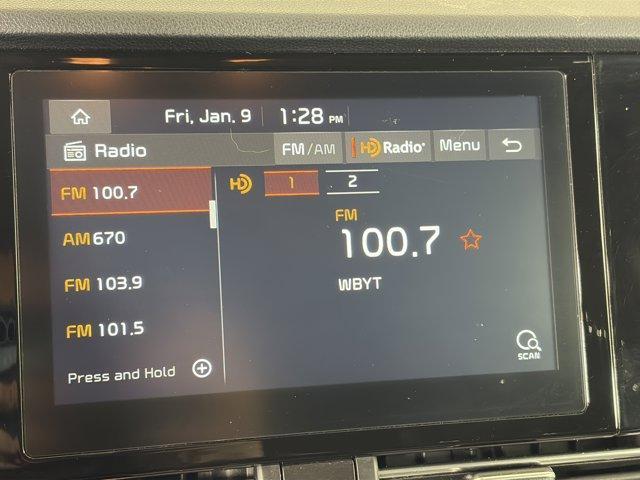 Fri, Jan. 9 1:28 PM
Radio FM/AM HD Radio Menu
FM 100.7 HD 1 2
FM
100.7
WBYT
AM 670
FM 103.9
FM 101.5
Press and Hold
SCAN